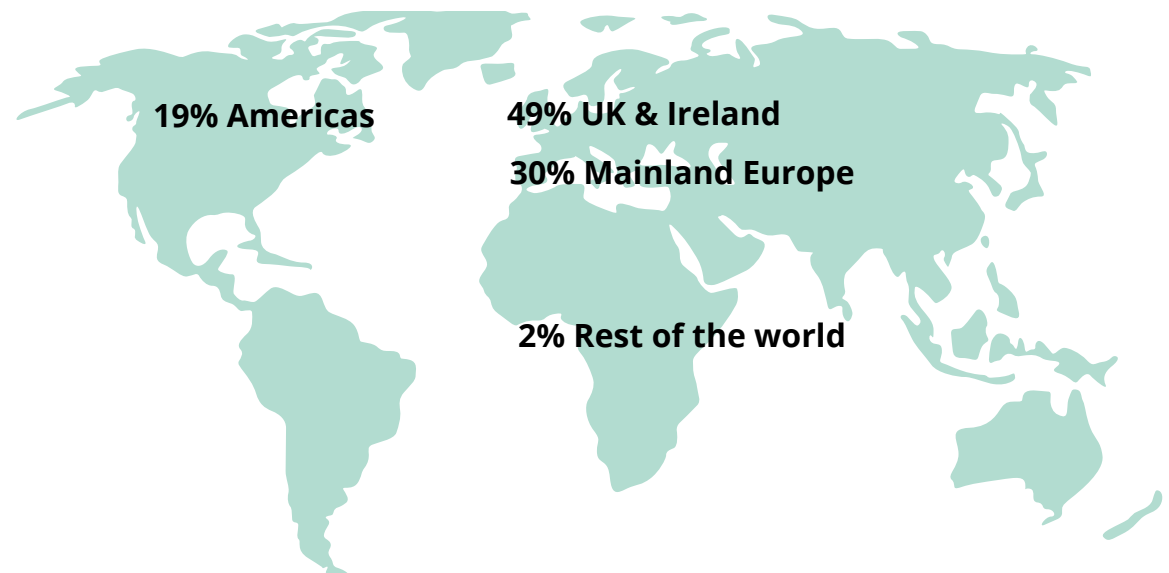 19% Americas
49% UK & Ireland
30% Mainland Europe
2% Rest of the world